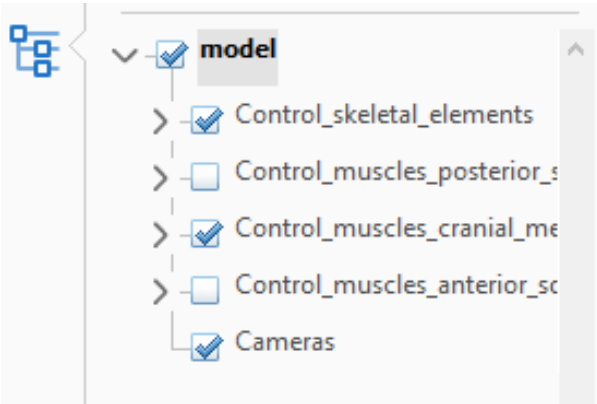 model
Control_skeletal_elements
Control_muscles_posterior_s
Control_muscles_cranial_me
Control_muscles_anterior_sc
Cameras